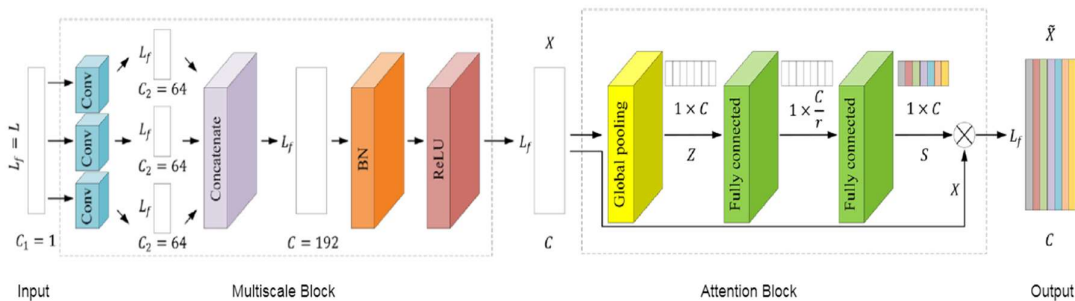 L_f = L
C_1 = 1
Conv
Conv
Conv
L_f
C_2 = 64
L_f
C_2 = 64
L_f
C_2 = 64
Concatenate
L_f
C = 192
BN
ReLU
L_f
X
C
Global pooling
1 × C
Z
Fully connected
1 × C/r
Fully connected
1 × C
S
X
L_f
X̃
C
Input
Multiscale Block
Attention Block
Output